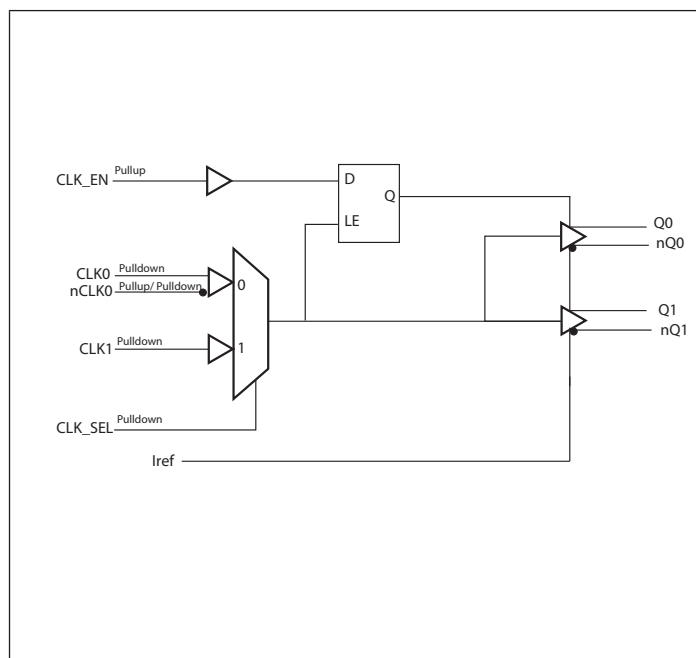 CLK_EN Pullup
D
Q
LE
Q0
nQ0
CLK0 Pulldown
nCLK0 Pullup/ Pulldown
0
Q1
nQ1
CLK1 Pulldown
1
CLK_SEL Pulldown
Iref